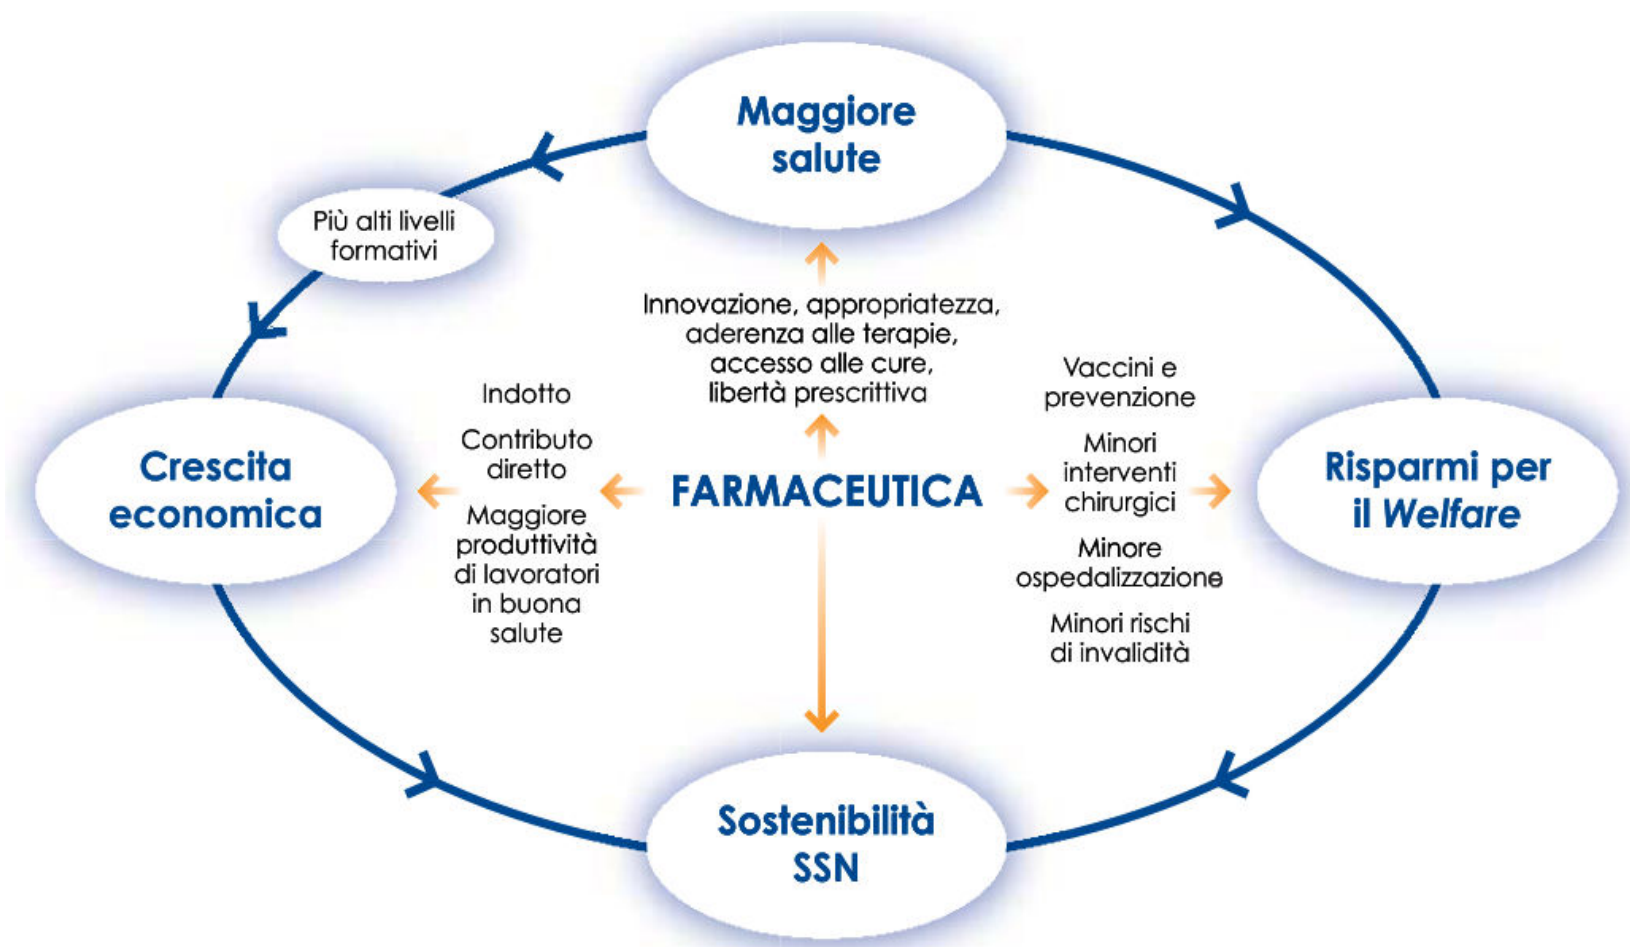 Maggiore
salute
Più alti livelli
formativi
Innovazione, appropriatezza,
aderenza alle terapie,
accesso alle cure,
libertà prescrittiva
Indotto
Contributo
diretto
Maggiore
produttività
di lavoratori
in buona
salute
Crescita
economica
FARMACEUTICA
Vaccini e
prevenzione
Minori
interventi
chirurgici
Minore
ospedalizzazione
Minori rischi
di invalidità
Risparmi per
il Welfare
Sostenibilità
SSN